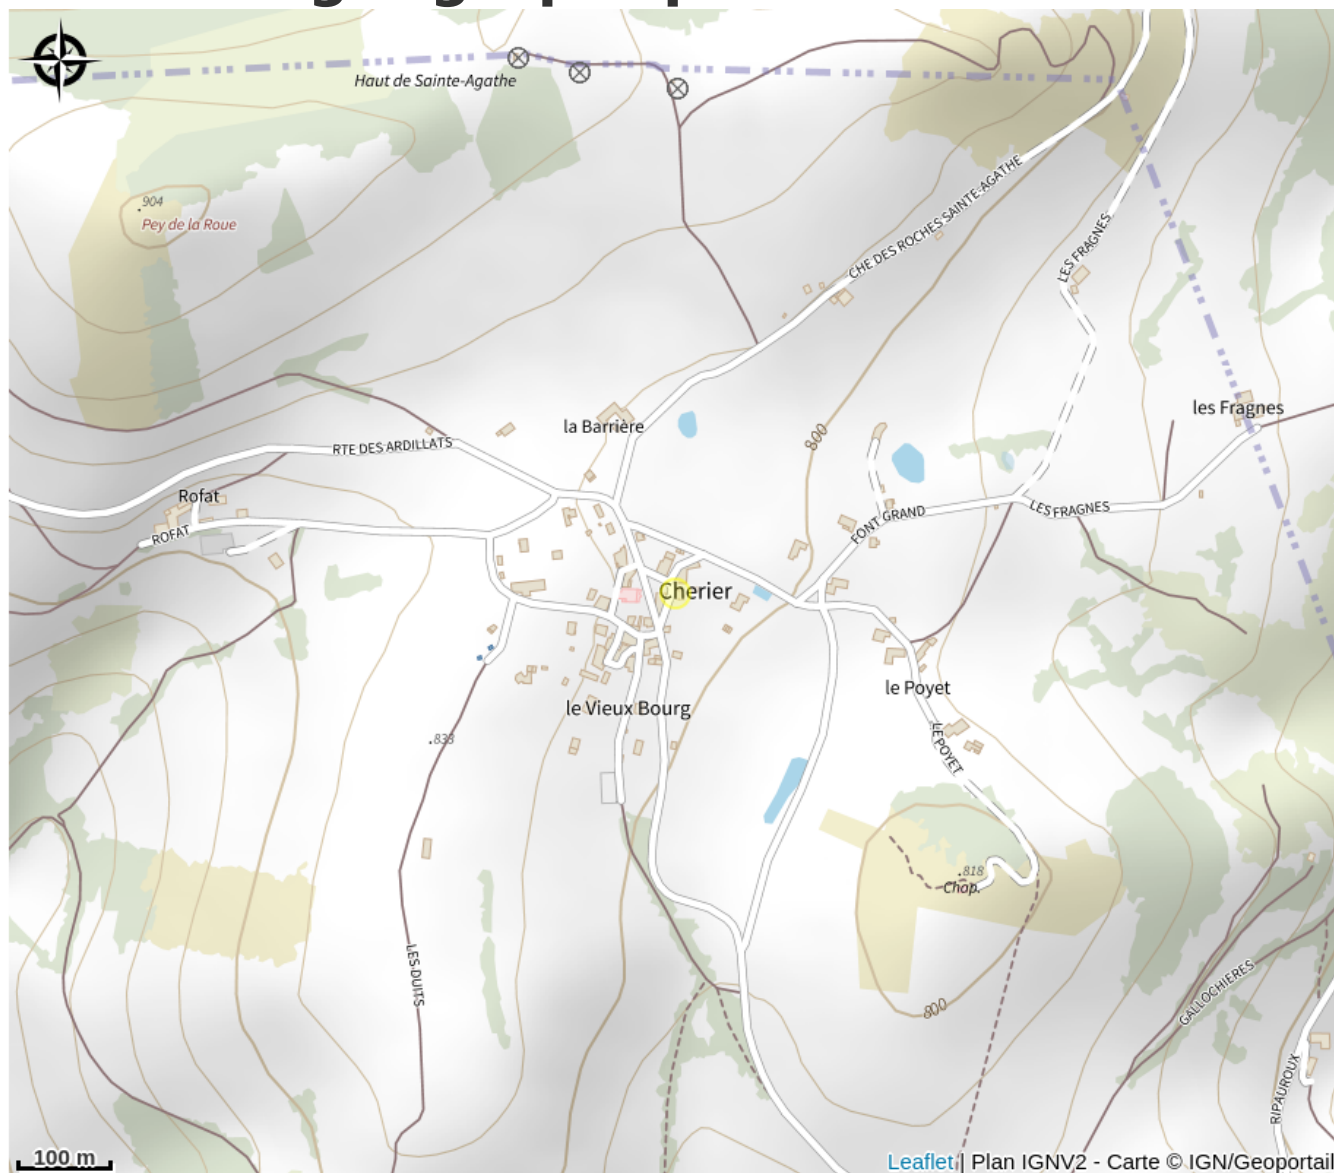 Haut de Sainte-Agathe
904
Pey de la Roue
CHE DES ROCHES SAINTE-AGATHE
LES FRAGNES
les Fragnes
la Barrière
800
RTE DES ARDILLATS
Rofat
ROFAT
FONT GRAND
LES FRAGNES
Cherier
le Poyet
le Vieux Bourg
833
LE POYET
818
Chap.
LES DUITS
800
GALLOCHIERES
RIPAUROUX
100 m
Leaflet | Plan IGNV2 - Carte © IGN/Geoportail